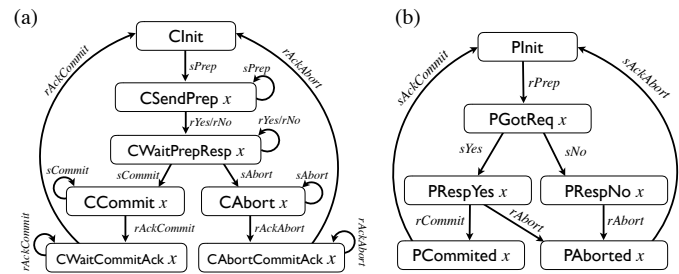 (a)
CInit
rAckCommit
rAckAbort
sPrep
sPrep
CSendPrep x
rYes/rNo
rYes/rNo
CWaitPrepResp x
sCommit
sCommit
sAbort
sAbort
CCommit x
CAbort x
rAckCommit
rAckAbort
rAckCommit
rAckAbort
CWaitCommitAck x
CAbortCommitAck x
(b)
PInit
sAckCommit
sAckAbort
rPrep
PGotReq x
sYes
sNo
PRespYes x
PRespNo x
rCommit
rAbort
rAbort
PCommited x
PAborted x